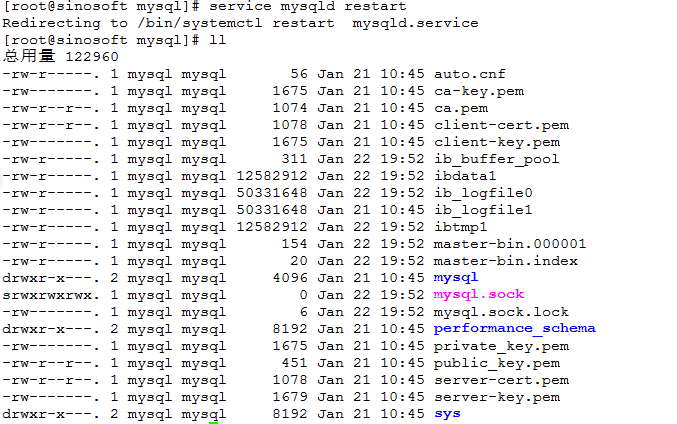 [root@sinosoft mysql]# service mysqld restart
Redirecting to /bin/systemctl restart  mysqld.service
[root@sinosoft mysql]# ll
总用量 122960
-rw-r-----. 1 mysql mysql       56 Jan 21 10:45 auto.cnf
-rw-------. 1 mysql mysql     1675 Jan 21 10:45 ca-key.pem
-rw-r--r--. 1 mysql mysql     1074 Jan 21 10:45 ca.pem
-rw-r--r--. 1 mysql mysql     1078 Jan 21 10:45 client-cert.pem
-rw-------. 1 mysql mysql     1675 Jan 21 10:45 client-key.pem
-rw-r-----. 1 mysql mysql      311 Jan 22 19:52 ib_buffer_pool
-rw-r-----. 1 mysql mysql 12582912 Jan 22 19:52 ibdata1
-rw-r-----. 1 mysql mysql 50331648 Jan 22 19:52 ib_logfile0
-rw-r-----. 1 mysql mysql 50331648 Jan 21 10:45 ib_logfile1
-rw-r-----. 1 mysql mysql 12582912 Jan 22 19:52 ibtmp1
-rw-r-----. 1 mysql mysql      154 Jan 22 19:52 master-bin.000001
-rw-r-----. 1 mysql mysql       20 Jan 22 19:52 master-bin.index
drwxr-x---. 2 mysql mysql     4096 Jan 21 10:45 mysql
srwxrwxrwx. 1 mysql mysql        0 Jan 22 19:52 mysql.sock
-rw-------. 1 mysql mysql        6 Jan 22 19:52 mysql.sock.lock
drwxr-x---. 2 mysql mysql     8192 Jan 21 10:45 performance_schema
-rw-------. 1 mysql mysql     1675 Jan 21 10:45 private_key.pem
-rw-r--r--. 1 mysql mysql      451 Jan 21 10:45 public_key.pem
-rw-r--r--. 1 mysql mysql     1078 Jan 21 10:45 server-cert.pem
-rw-------. 1 mysql mysql     1679 Jan 21 10:45 server-key.pem
drwxr-x---. 2 mysql mysql     8192 Jan 21 10:45 sys